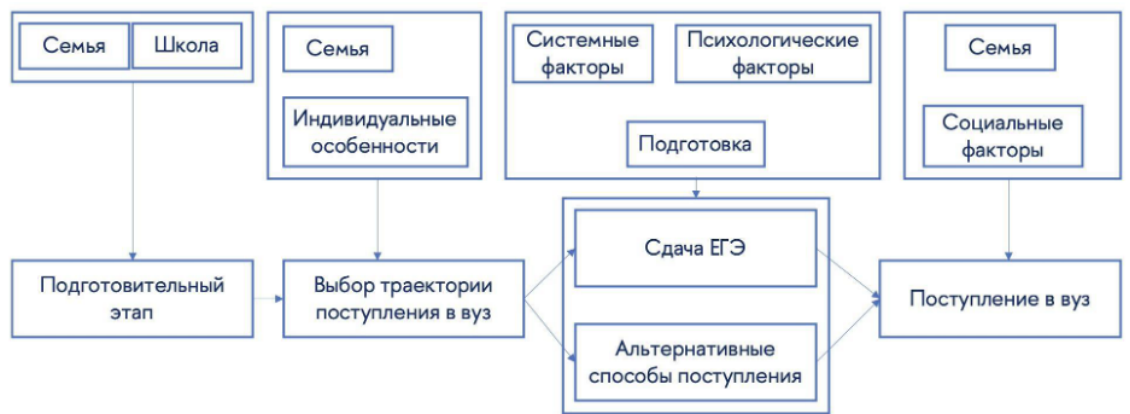 Семья
Школа
Семья
Индивидуальные
особенности
Системные
факторы
Психологические
факторы
Подготовка
Семья
Социальные
факторы
Подготовительный
этап
Выбор траектории
поступления в вуз
Сдача ЕГЭ
Альтернативные
способы поступления
Поступление в вуз